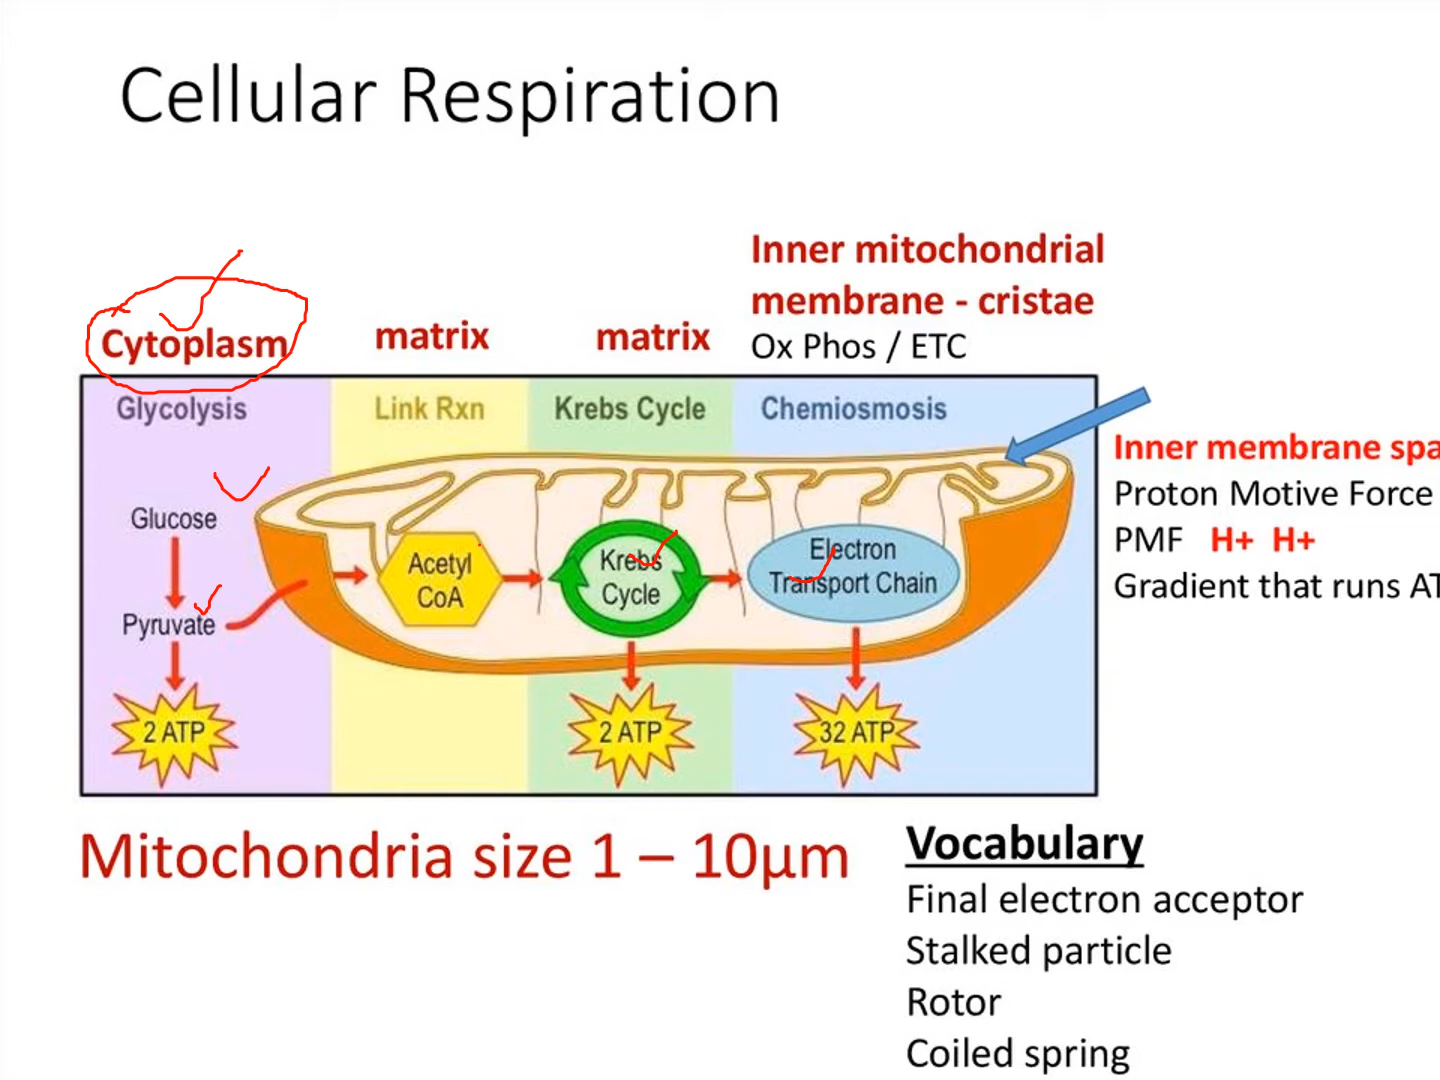 Cellular Respiration
Inner mitochondrial
membrane - cristae
Ox Phos / ETC
Cytoplasm
matrix
matrix
Glycolysis
Link Rxn
Krebs Cycle
Chemiosmosis
Inner membrane spa
Proton Motive Force
PMF H+ H+
Gradient that runs AT
Glucose
Pyruvate
Acetyl
CoA
Krebs
Cycle
Electron
Transport Chain
2 ATP
2 ATP
32 ATP
Mitochondria size 1 – 10μm
Vocabulary
Final electron acceptor
Stalked particle
Rotor
Coiled spring